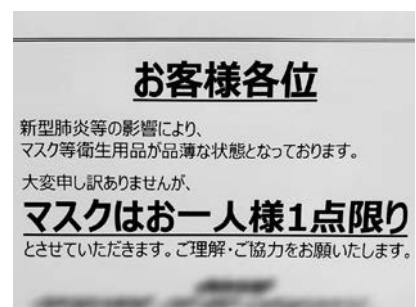 お客様各位
新型肺炎等の影響により、
マスク等衛生用品が品薄な状態となっております。
大変申し訳ありませんが、
マスクはお一人様1点限り
とさせていただきます。ご理解・ご協力をお願いいたします。